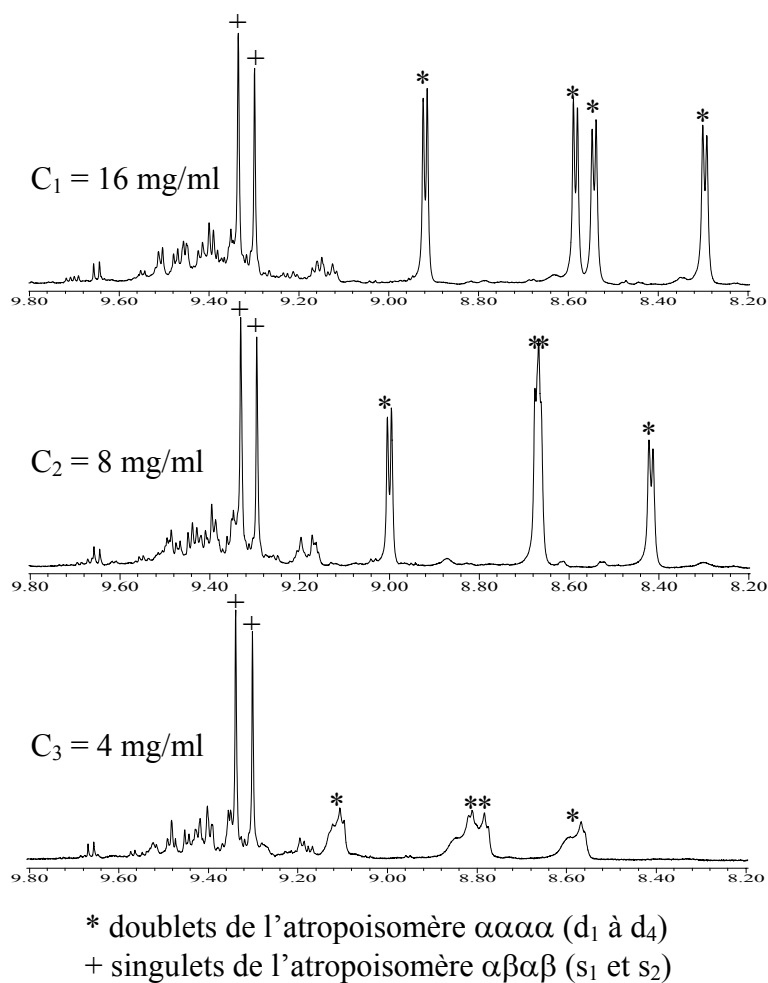 +
+
*
*
*
*
C₁ = 16 mg/ml
9.80 9.60 9.40 9.20 9.00 8.80 8.60 8.40 8.20
+
+
**
*
*
C₂ = 8 mg/ml
9.80 9.60 9.40 9.20 9.00 8.80 8.60 8.40 8.20
+
+
C₃ = 4 mg/ml
*
**
*
9.80 9.60 9.40 9.20 9.00 8.80 8.60 8.40 8.20
* doublets de l’atropoisomère αααα (d₁ à d₄)
+ singulets de l’atropoisomère αβαβ (s₁ et s₂)